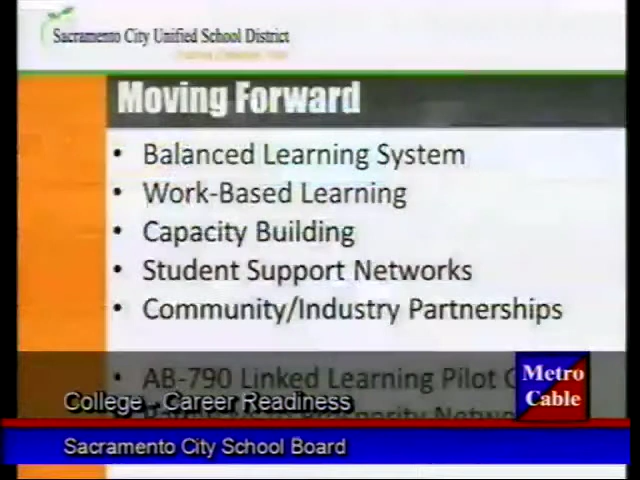 Sacramento City Unified School District
Moving Forward
• Balanced Learning System
• Work-Based Learning
• Capacity Building
• Student Support Networks
• Community/Industry Partnerships
• AB-790 Linked Learning Pilot
Metro
Cable
College - Career Readiness
Sacramento City School Board